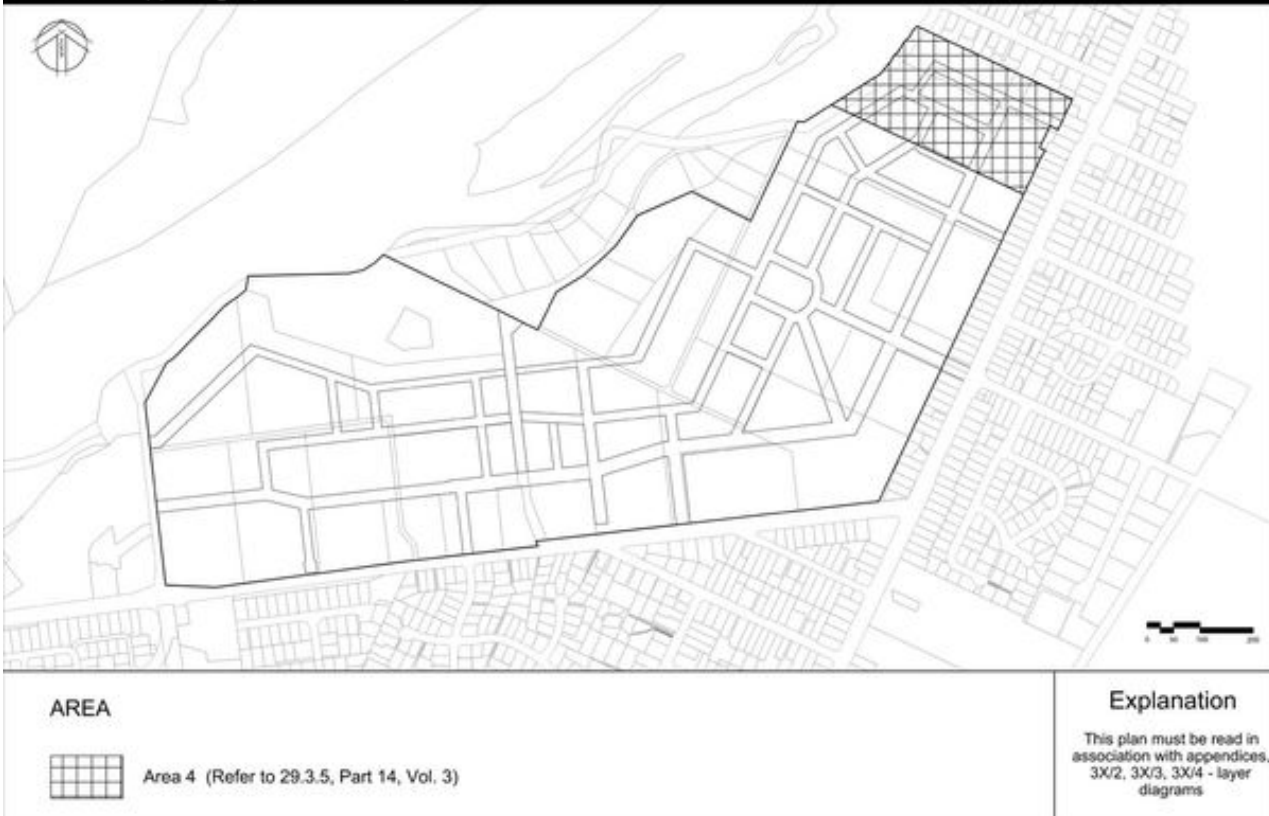 AREA
Area 4 (Refer to 29.3.5, Part 14, Vol. 3)
Explanation
This plan must be read in
association with appendices,
3X/2, 3X/3, 3X/4 - layer
diagrams